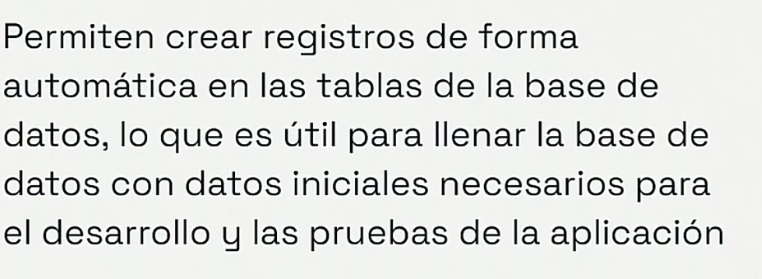 Permiten crear registros de forma
automática en las tablas de la base de
datos, lo que es útil para llenar la base de
datos con datos iniciales necesarios para
el desarrollo y las pruebas de la aplicación